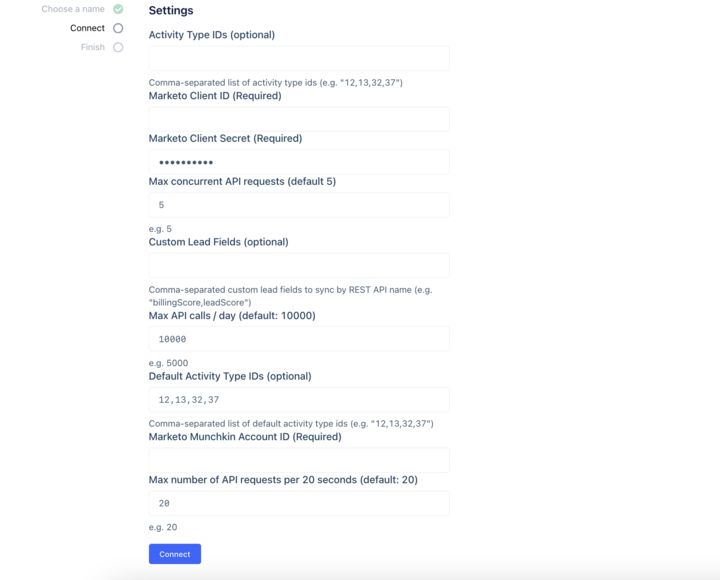 Choose a name
Connect
Finish
Settings
Activity Type IDs (optional)
Comma-separated list of activity type ids (e.g. "12,13,32,37")
Marketo Client ID (Required)
Marketo Client Secret (Required)
••••••••••
Max concurrent API requests (default 5)
5
e.g. 5
Custom Lead Fields (optional)
Comma-separated custom lead fields to sync by REST API name (e.g.
"billingScore,leadScore")
Max API calls / day (default: 10000)
10000
e.g. 5000
Default Activity Type IDs (optional)
12,13,32,37
Comma-separated list of default activity type ids (e.g. "12,13,32,37")
Marketo Munchkin Account ID (Required)
Max number of API requests per 20 seconds (default: 20)
20
e.g. 20
Connect